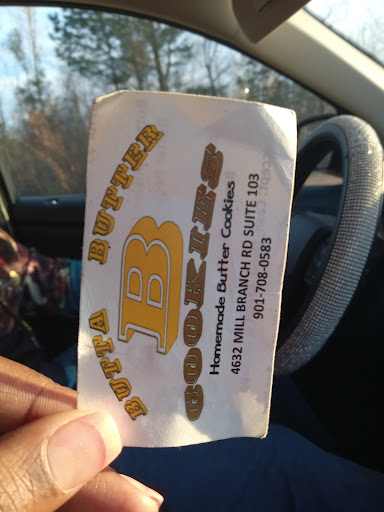 BUTTA BUTTER
B
COOKIES
Homemade Butter Cookies
4632 MILL BRANCH RD SUITE 103
901-708-0583